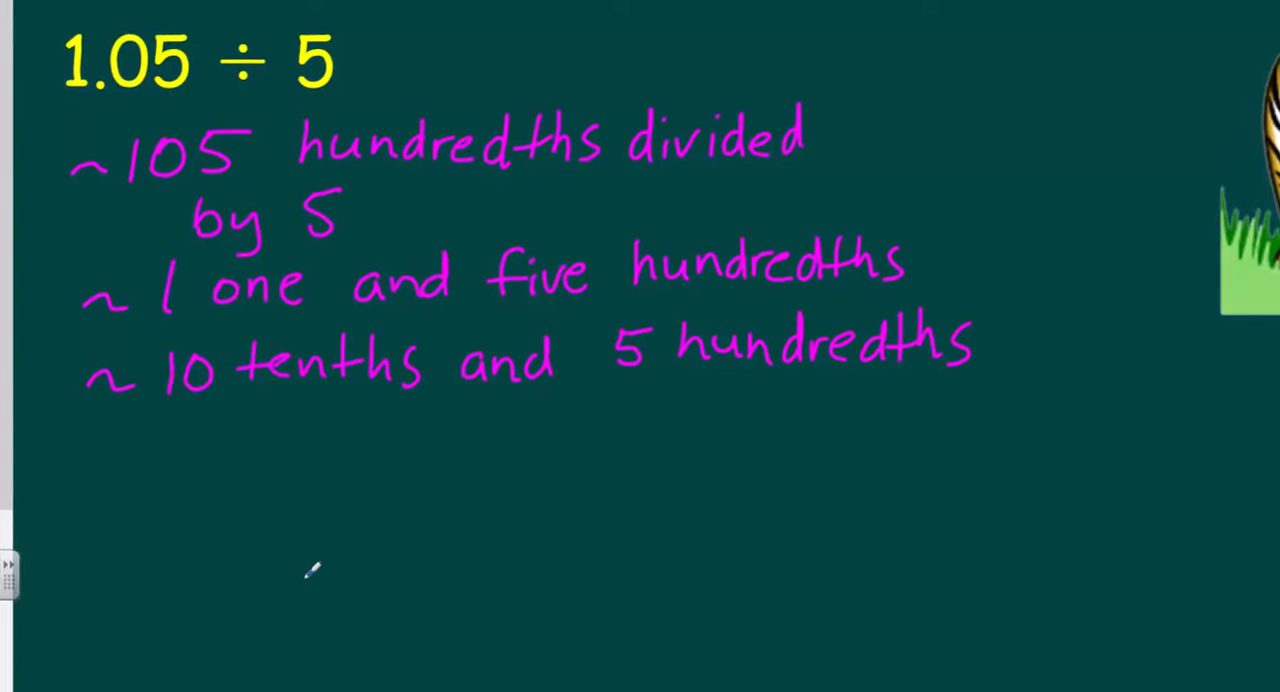 1.05 ÷ 5
~105 hundredths divided
by 5
~ 1 one and five hundredths
~ 10 tenths and 5 hundredths